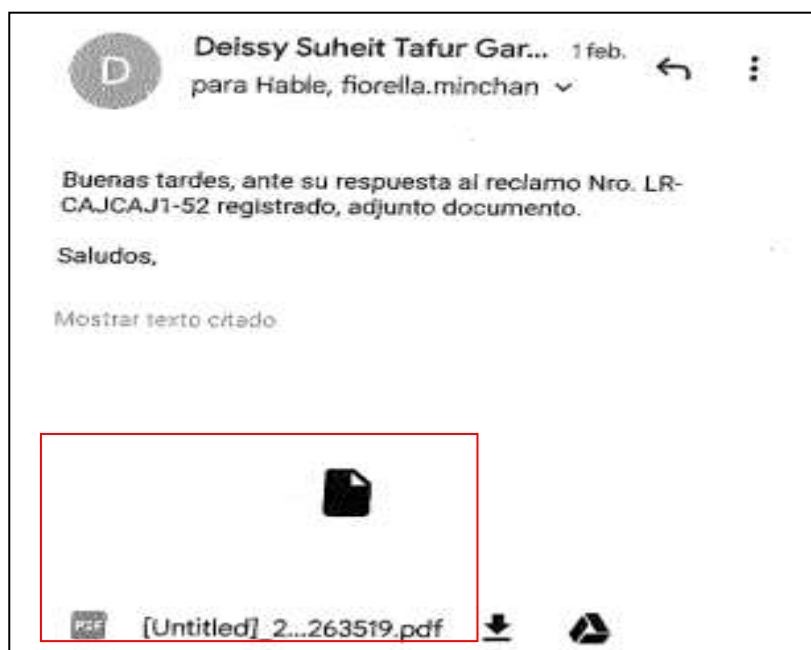 D
Deissy Suheit Tafur Gar... 1 feb.
para Hable, fiorella.minchan
Buenas tardes, ante su respuesta al reclamo Nro. LR-
CAJCAJ1-52 registrado, adjunto documento.
Saludos,
Mostrar texto citado
PDF [Untitled]_2...263519.pdf